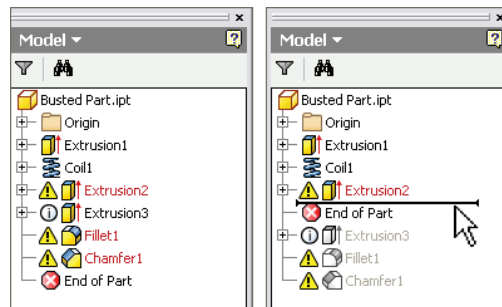 Model
Busted Part.ipt
Origin
Extrusion1
Coil1
Extrusion2
Extrusion3
Fillet1
Chamfer1
End of Part
Model
Busted Part.ipt
Origin
Extrusion1
Coil1
Extrusion2
End of Part
Extrusion3
Fillet1
Chamfer1